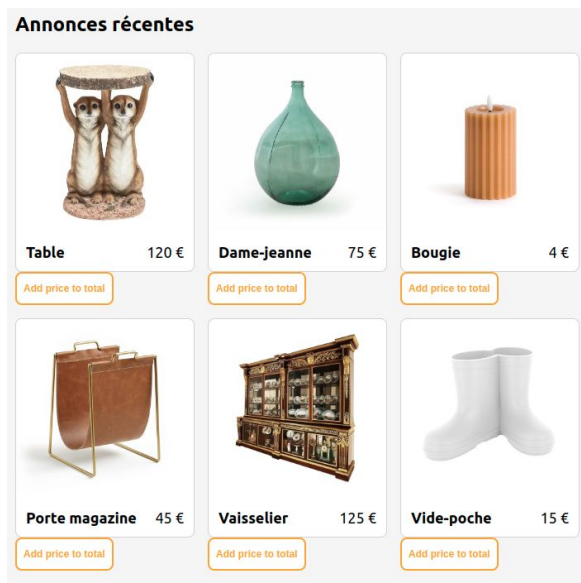 Annonces récentes
Table 120 € Dame-jeanne 75 € Bougie 4 €
Add price to total Add price to total Add price to total
Porte magazine 45 € Vaisselier 125 € Vide-poche 15 €
Add price to total Add price to total Add price to total